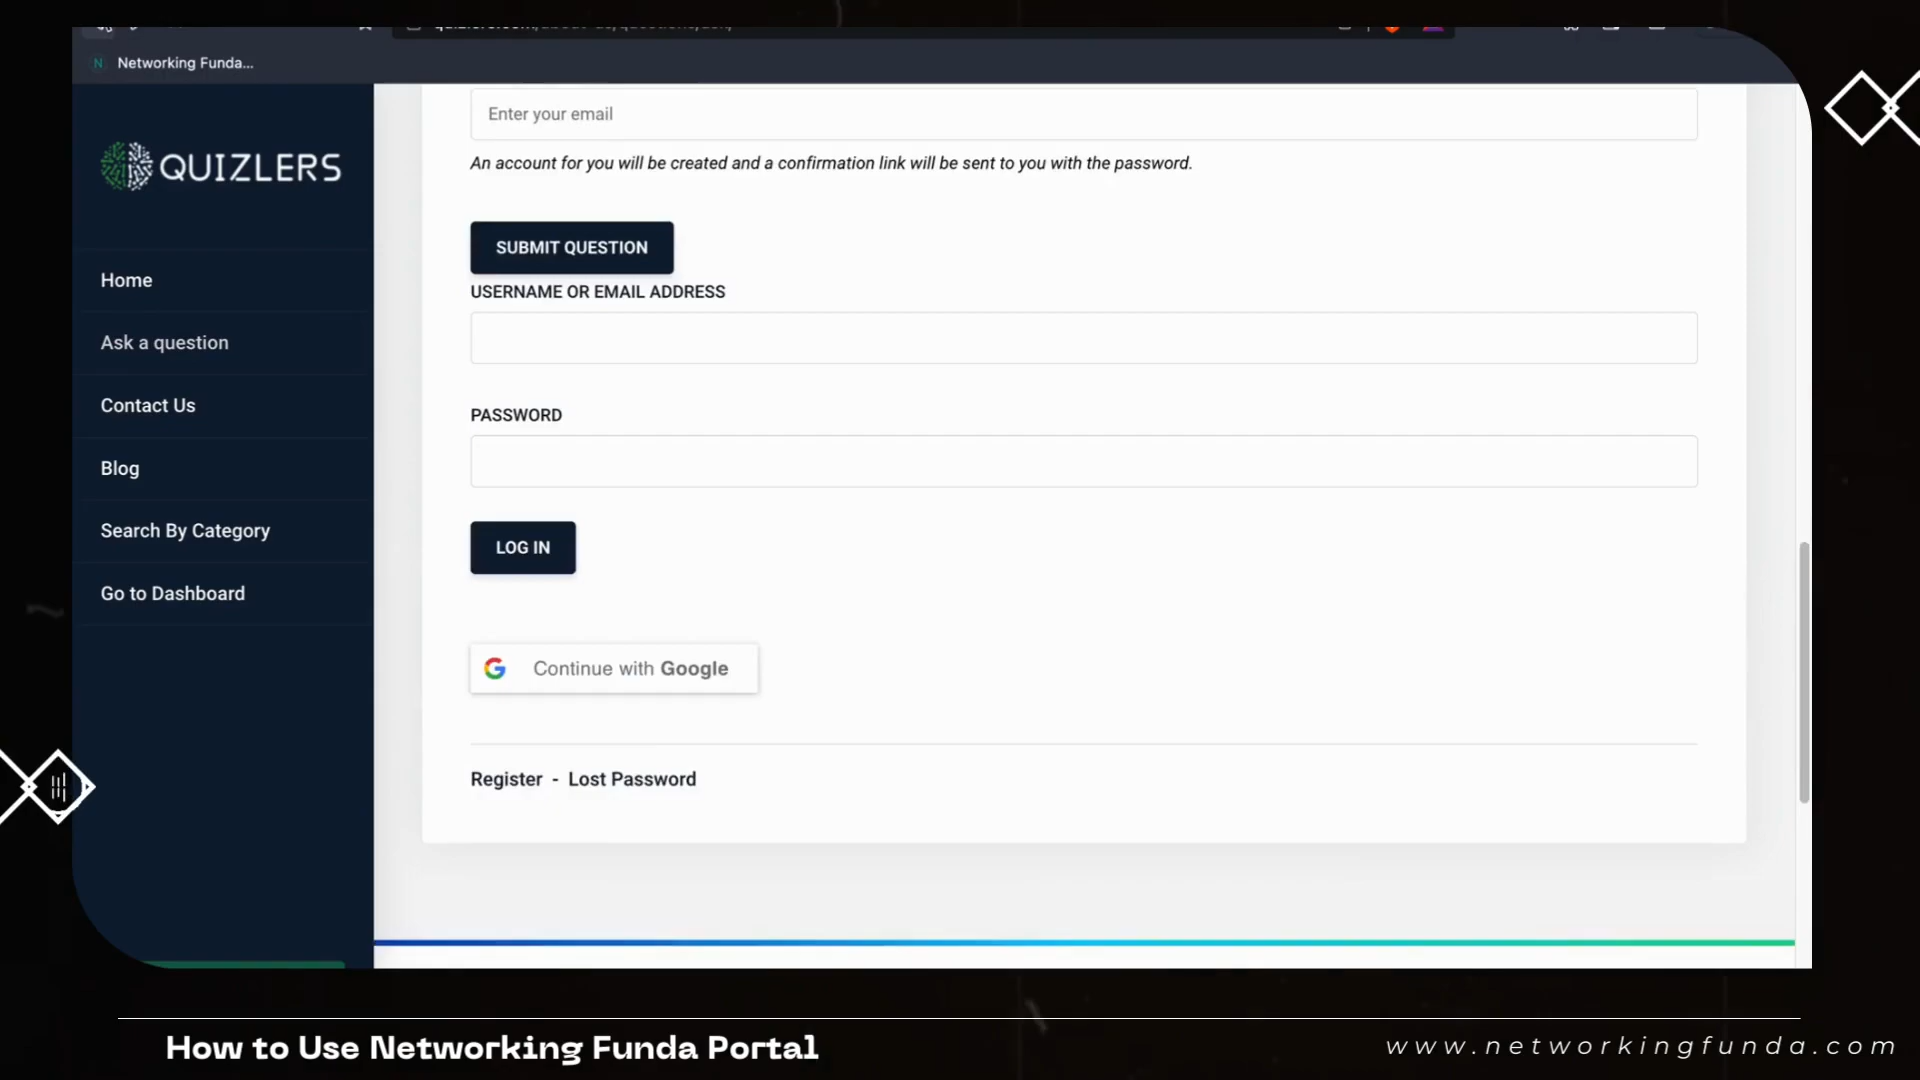 Networking Funda...
QUIZLERS
Home
Ask a question
Contact Us
Blog
Search By Category
Go to Dashboard
Enter your email
An account for you will be created and a confirmation link will be sent to you with the password.
SUBMIT QUESTION
USERNAME OR EMAIL ADDRESS
PASSWORD
LOG IN
Continue with Google
Register - Lost Password
How to Use Networking Funda Portal
www.networkingfunda.com